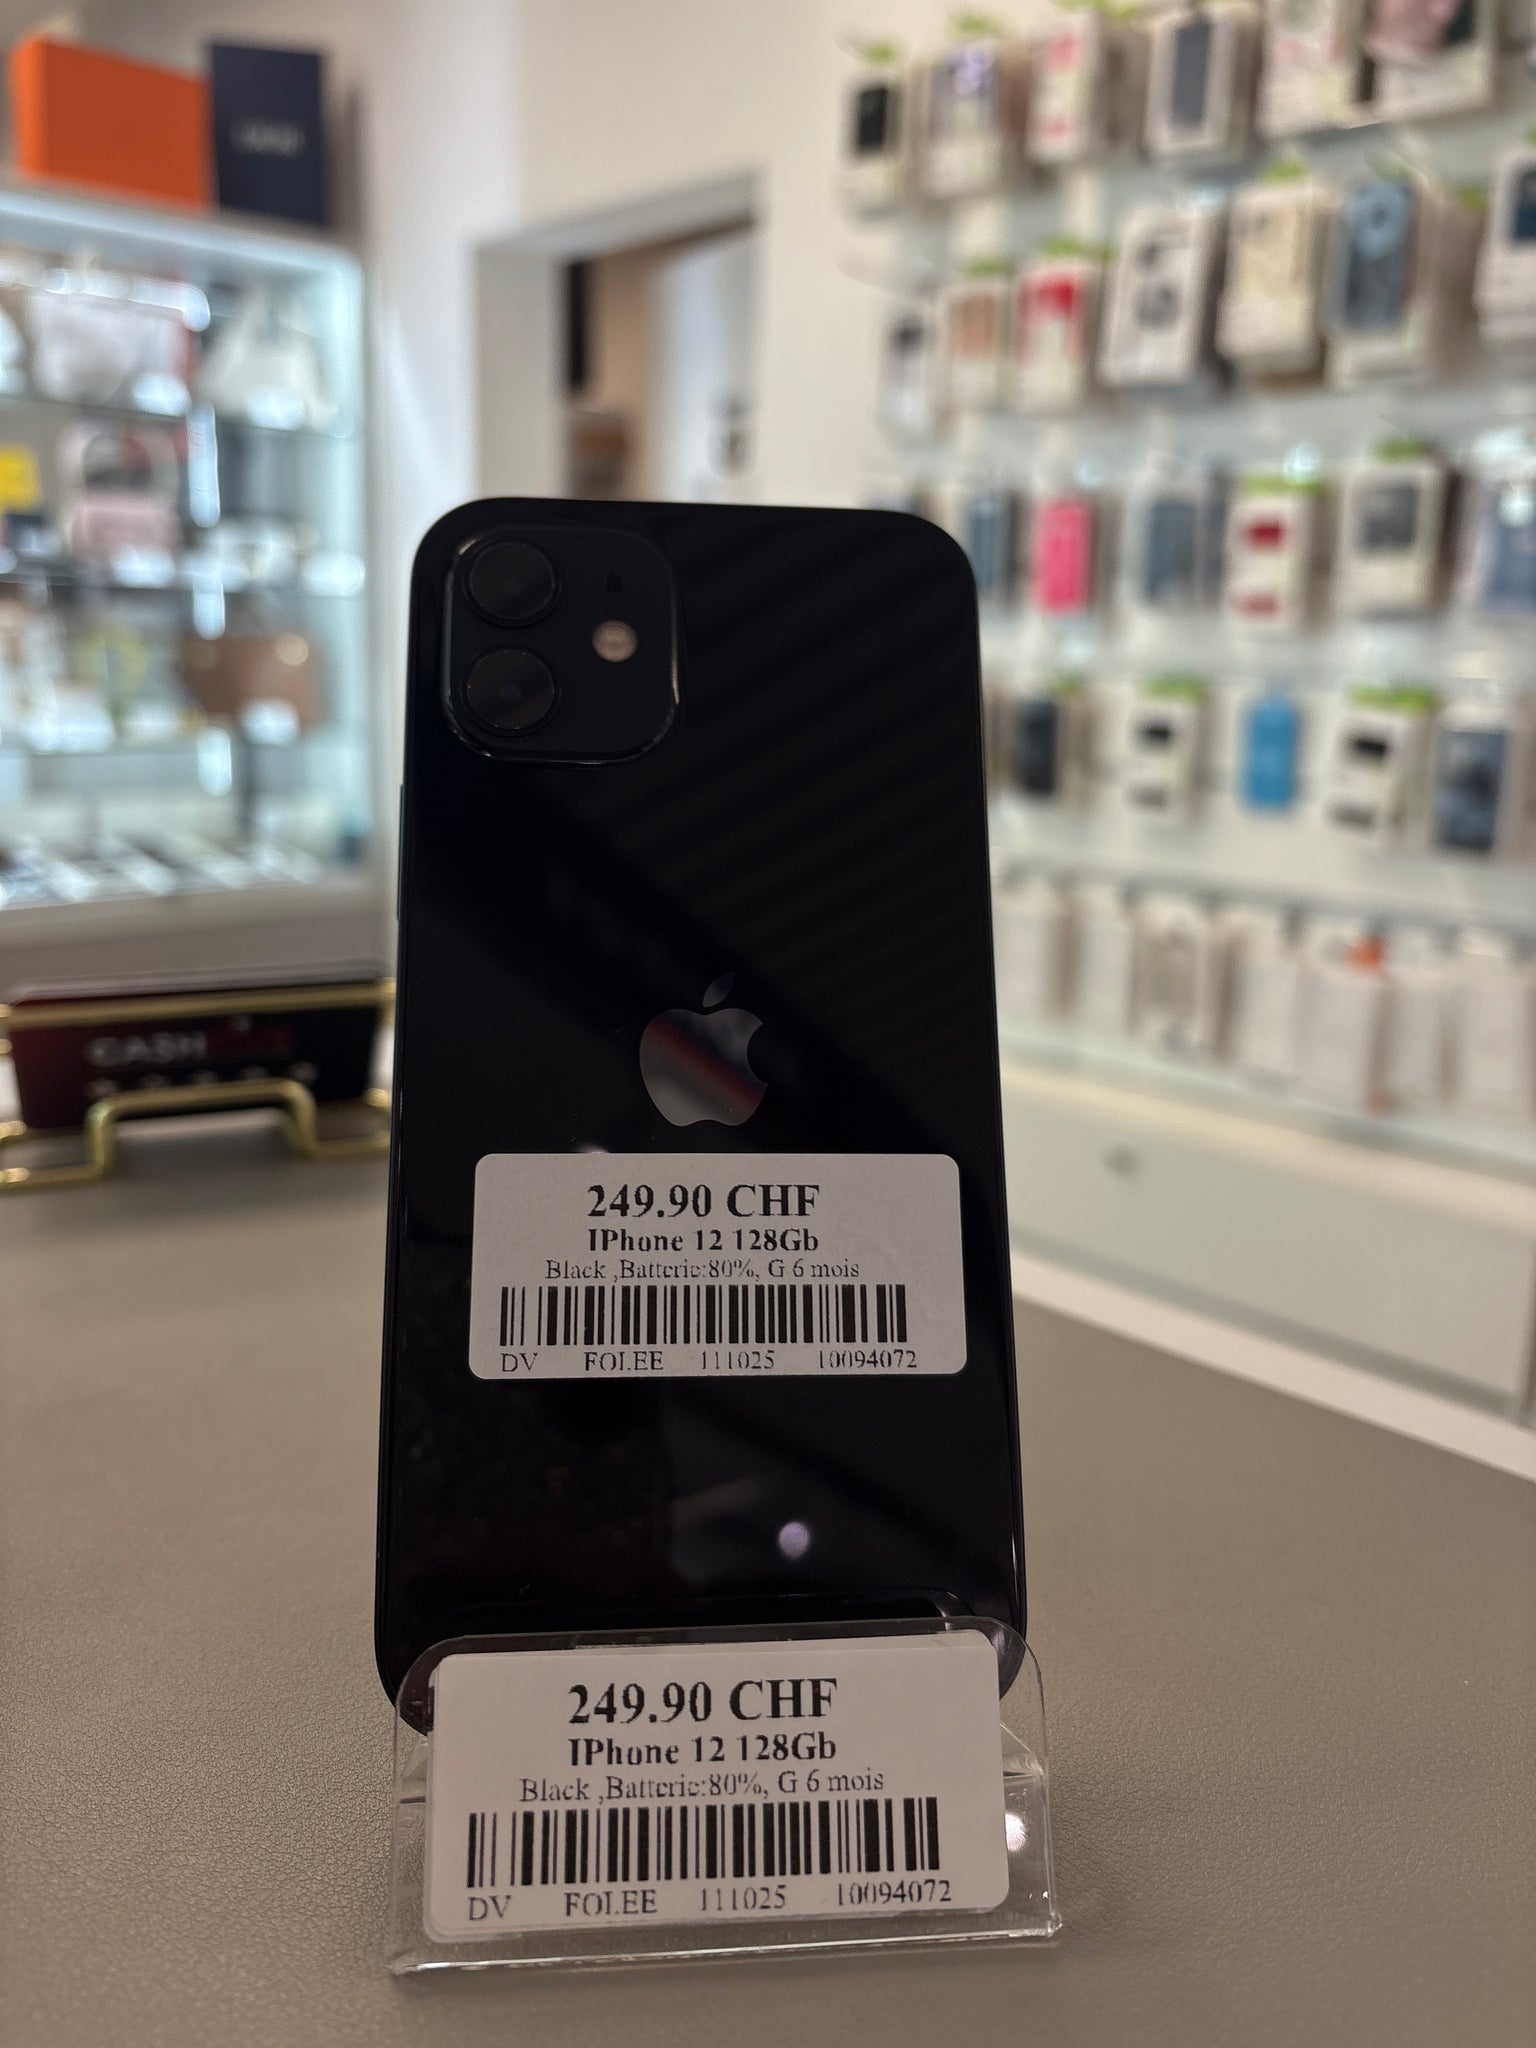 CASH
249.90 CHF
IPhone 12 128Gb
Black ,Batterie:80%, G 6 mois
DV FOLEE 111025 10094072
249.90 CHF
IPhone 12 128Gb
Black ,Batterie:80%, G 6 mois
DV FOLEE 111025 10094072